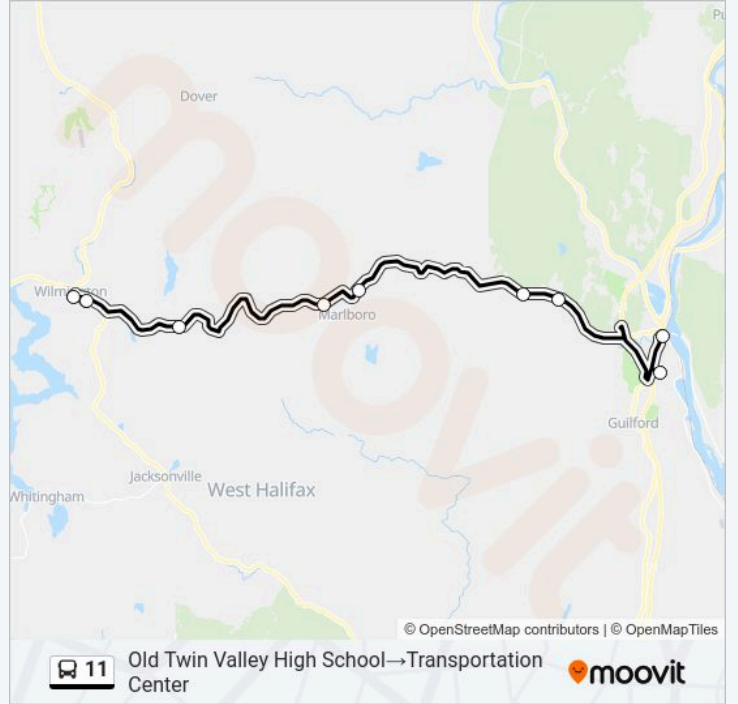 Dover
Wilmington
Marlboro
Guilford
Jacksonville
West Halifax
Whitingham
moovit
© OpenStreetMap contributors | © OpenMapTiles
11
Old Twin Valley High School→Transportation
Center
moovit